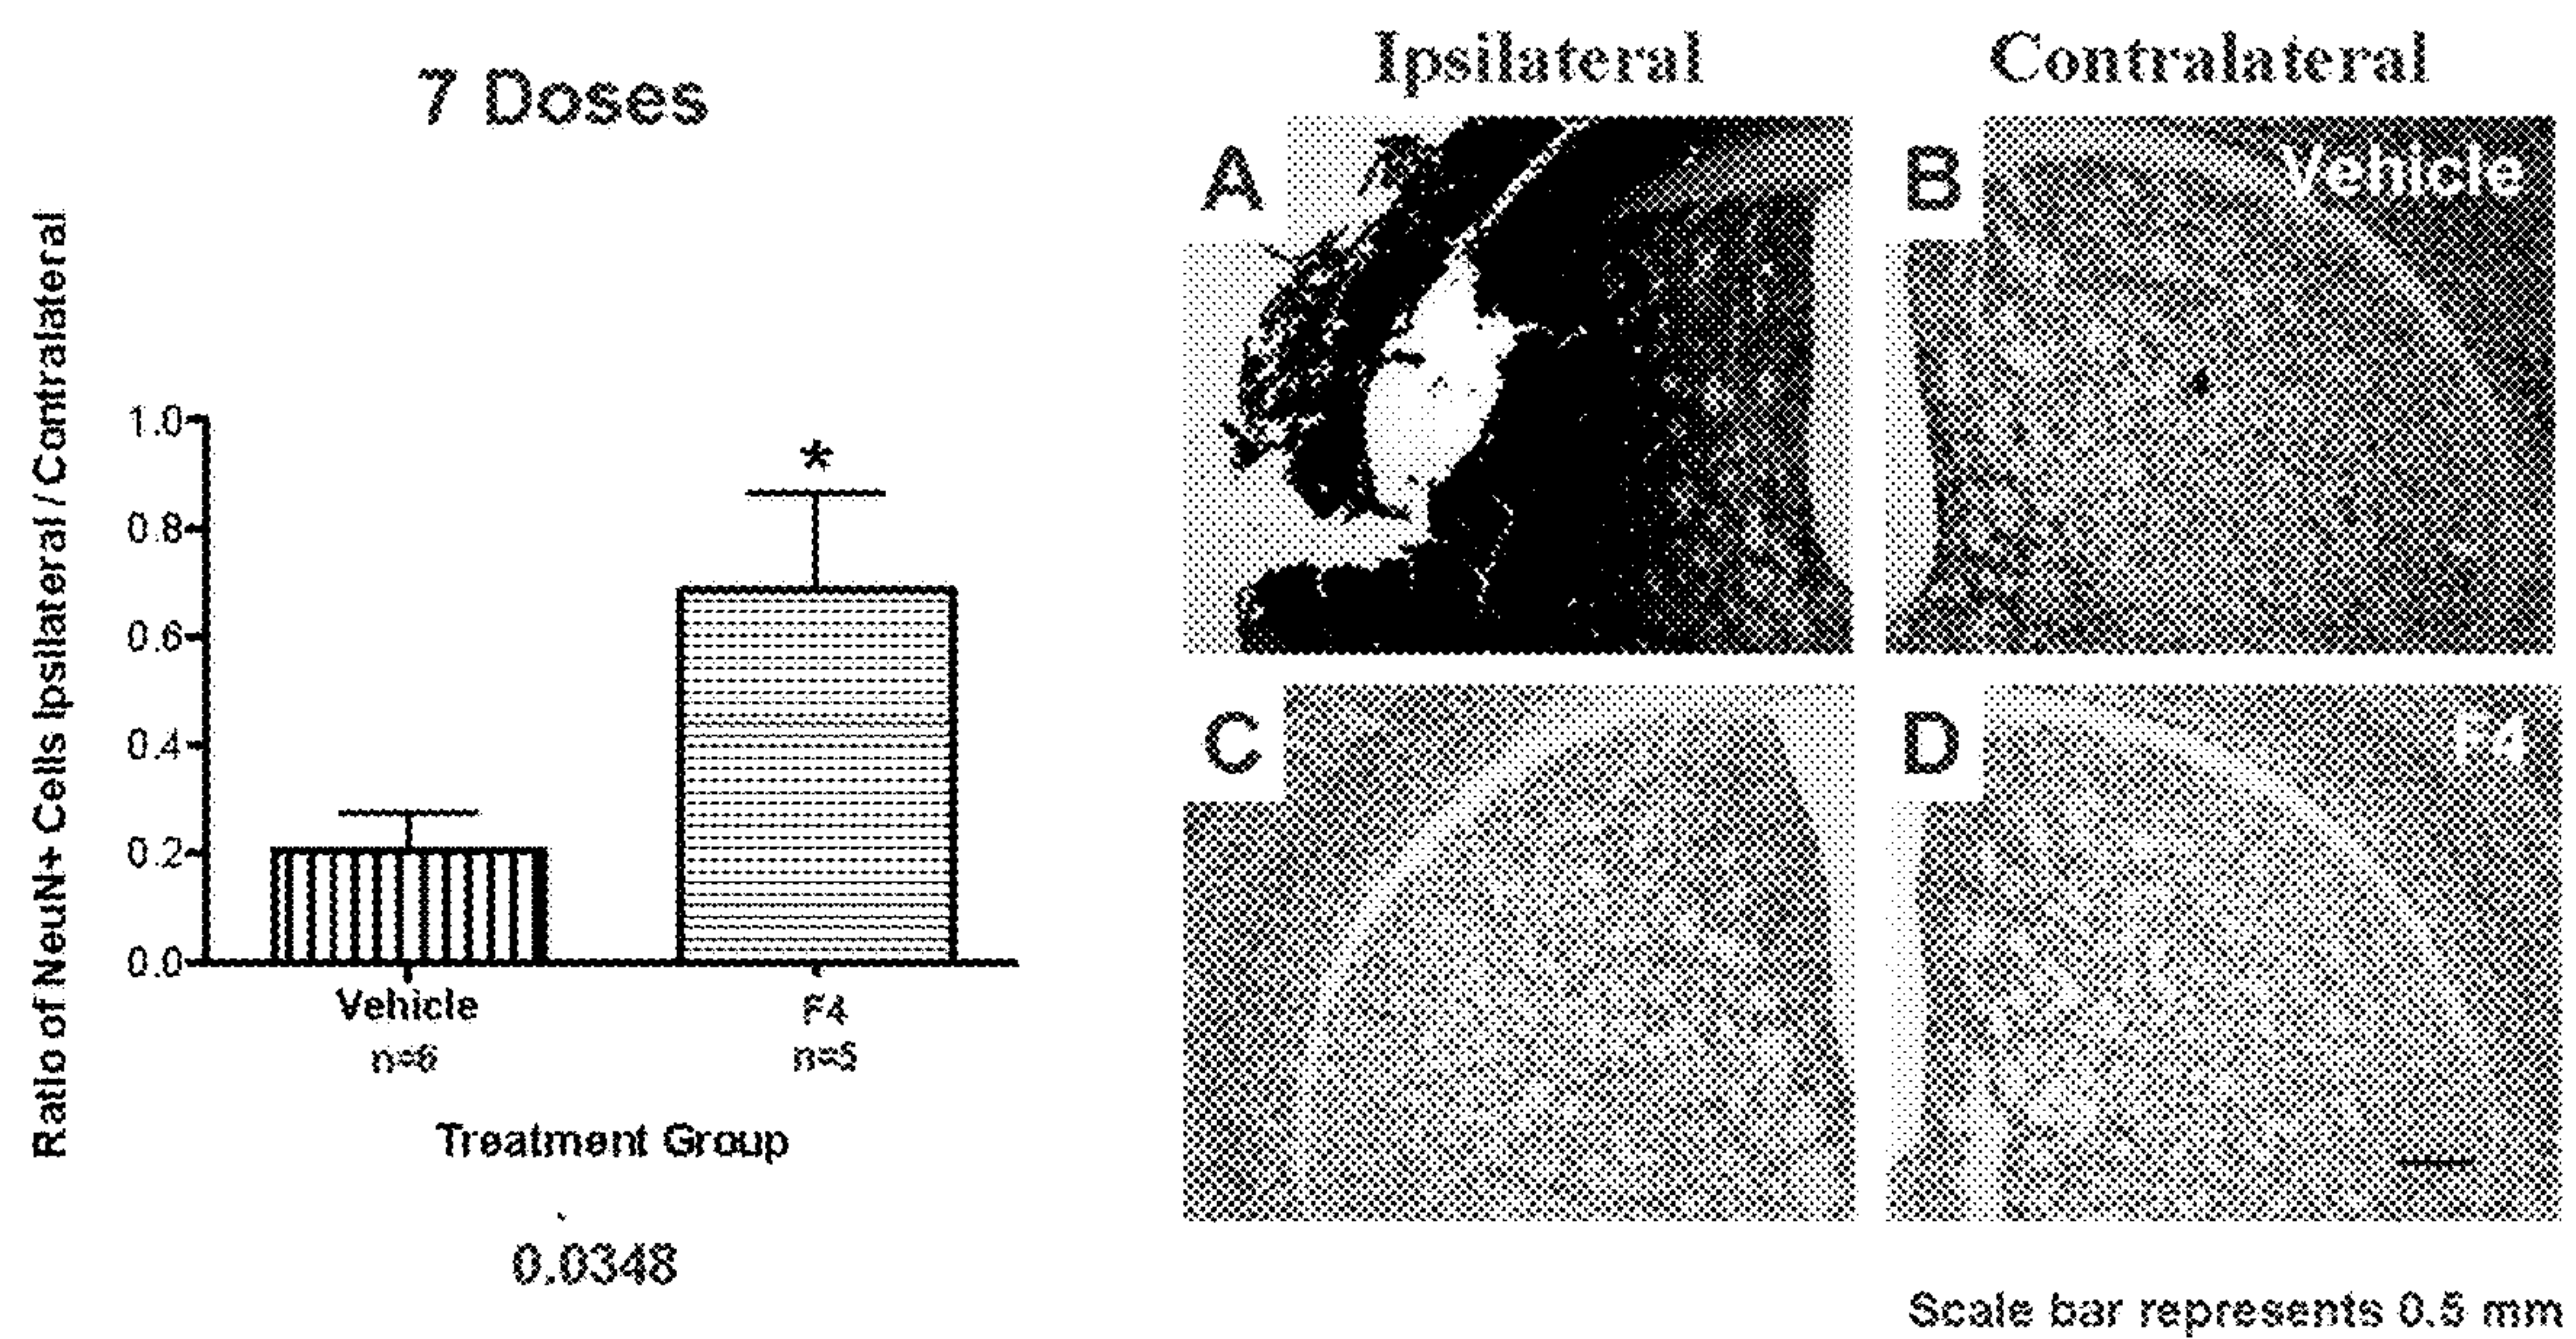 7 Doses
Ratio of NeuN+ Cells Ipsilateral / Contralateral
1.0
0.8
0.6
0.4
0.2
0.0
*
Vehicle
n=6
F4
n=5
Treatment Group
0.0348
Ipsilateral
Contralateral
A
B
Vehicle
C
D
F4
Scale bar represents 0.5 mm